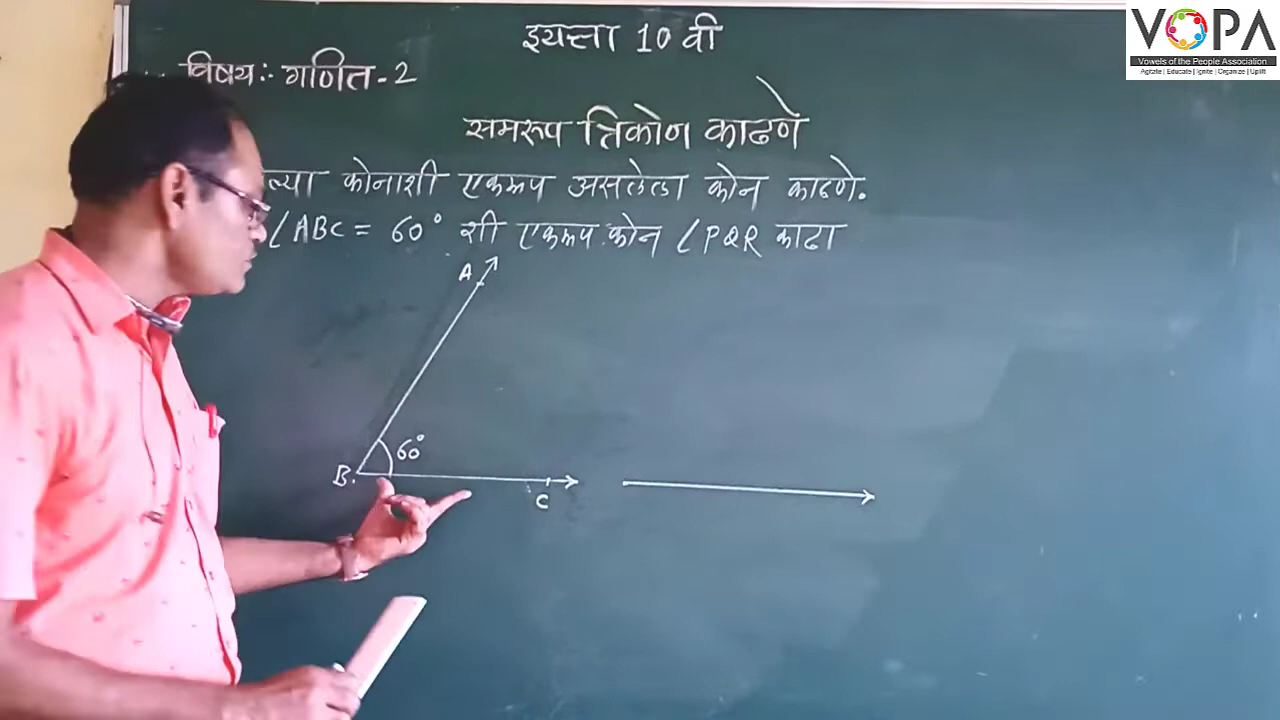 VOPA
Vowels of the People Association
Agitate | Educate | Ignite | Organize | Uplift
इयत्ता 10 वी
विषय:- गणित-2
समरूप त्रिकोण काढणे
ल्या कोनाशी एकरूप असलेला कोन काढणे.
∠ABC = 60° शी एकरूप कोन ∠PQR काढा
A
60°
B
C